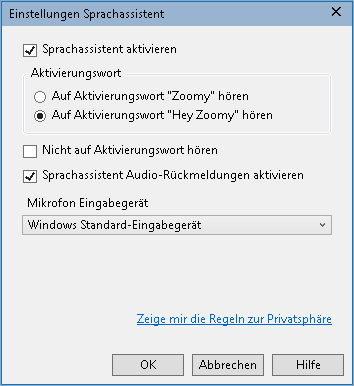 Einstellungen Sprachassistent
Sprachassistent aktivieren
Aktivierungswort
Auf Aktivierungswort "Zoomy" hören
Auf Aktivierungswort "Hey Zoomy" hören
Nicht auf Aktivierungswort hören
Sprachassistent Audio-Rückmeldungen aktivieren
Mikrofon Eingabegerät
Windows Standard-Eingabegerät
Zeige mir die Regeln zur Privatsphäre
OK Abbrechen Hilfe